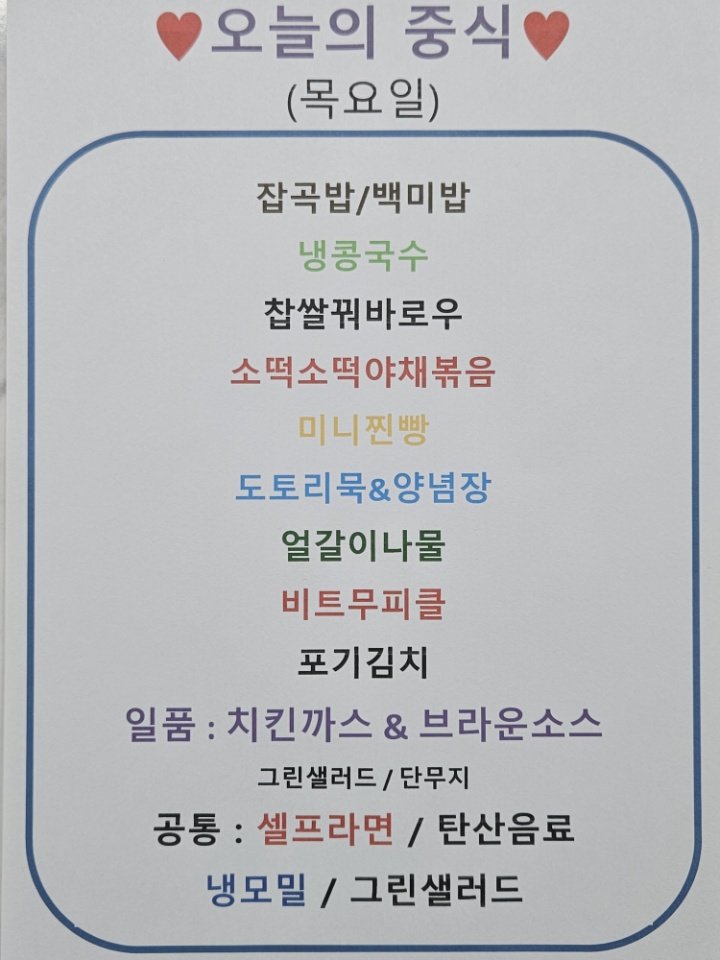 ♥오늘의 중식♥
(목요일)
잡곡밥/백미밥
냉콩국수
찹쌀꿔바로우
소떡소떡야채볶음
미니찐빵
도토리묵&양념장
얼갈이나물
비트무피클
포기김치
일품 : 치킨까스 & 브라운소스
그린샐러드 / 단무지
공통 : 셀프라면 / 탄산음료
냉모밀 / 그린샐러드